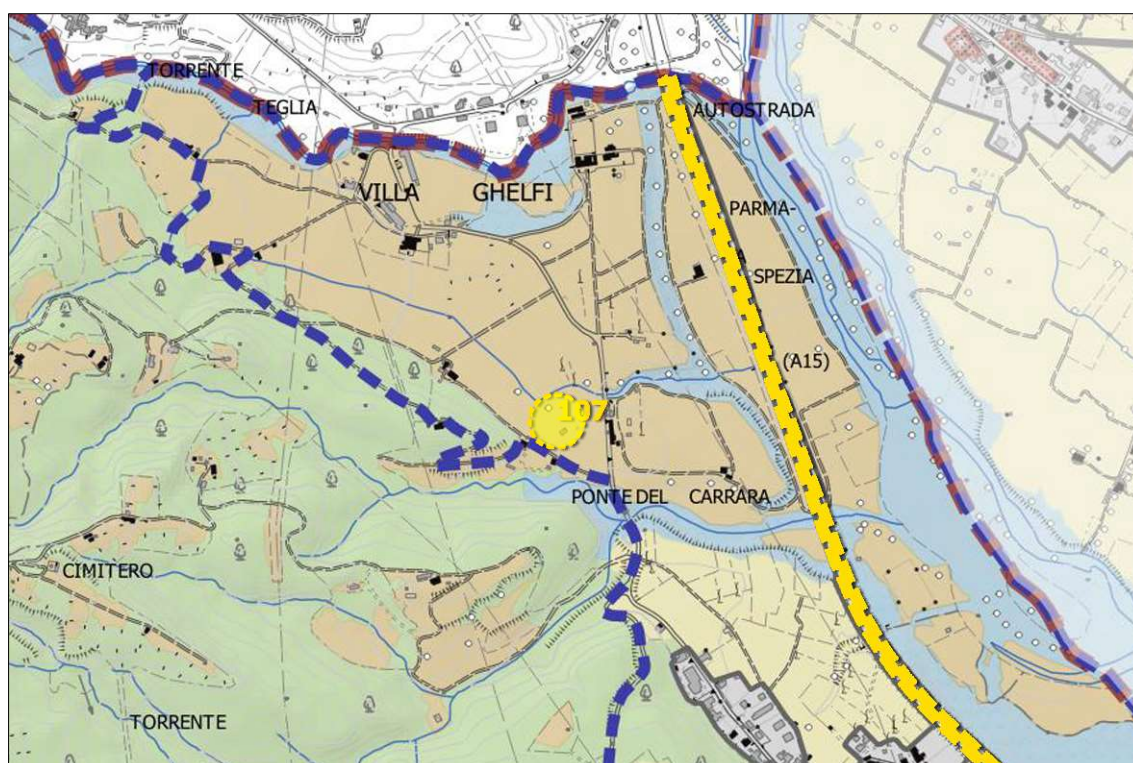 TORRENTE
TEGLIA
AUTOSTRADA
VILLA GHELFI
PARMA-
SPEZIA
(A15)
107
PONTE DEL CARRARA
CIMITERO
TORRENTE